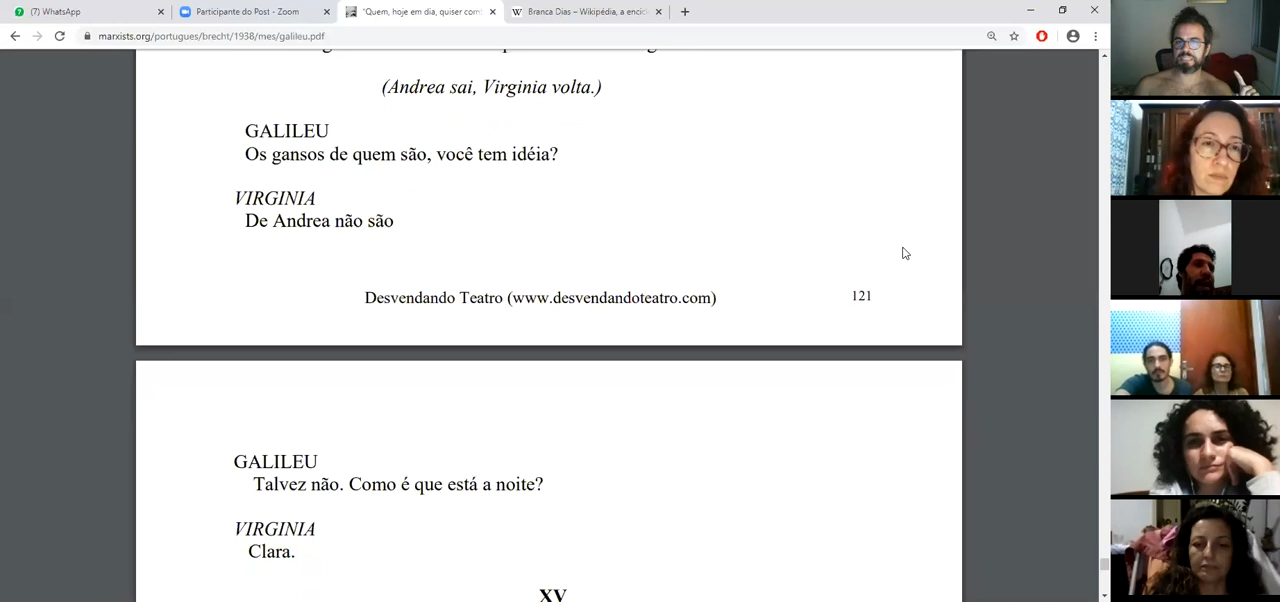 (7) WhatsApp
Participante do Post - Zoom
"Quem, hoje em dia, quiser com
Branca Dias – Wikipédia, a encicl
marxists.org/portugues/brecht/1938/mes/galileu.pdf
(Andrea sai, Virginia volta.)
GALILEU
Os gansos de quem são, você tem idéia?
VIRGINIA
De Andrea não são
Desvendando Teatro (www.desvendandoteatro.com)
121
GALILEU
Talvez não. Como é que está a noite?
VIRGINIA
Clara.
XV